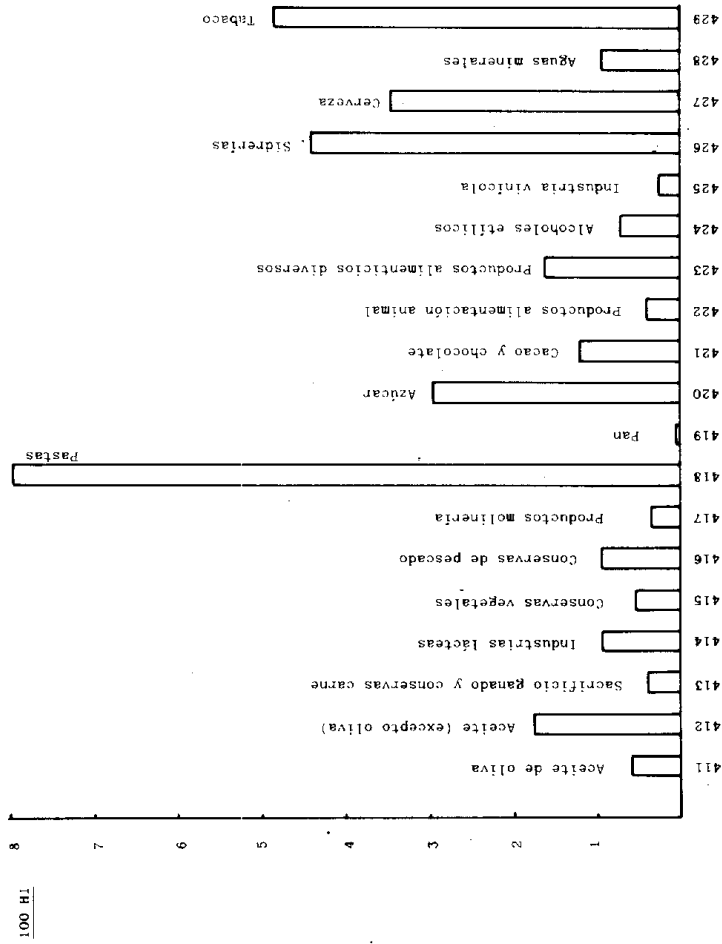 100 HI
8
7
6
5
4
3
2
1
411 Aceite de oliva
412 Aceite (excepto oliva)
413 Sacrificio ganado y conservas carne
414 Industrias lácteas
415 Conservas vegetales
416 Conservas de pescado
417 Productos molinería
418 Pastas
419 Pan
420 Azúcar
421 Cacao y chocolate
422 Productos alimentación animal
423 Productos alimenticios diversos
424 Alcoholes etílicos
425 Industria vinícola
426 Sidrerías
427 Cerveza
428 Aguas minerales
429 Tabaco